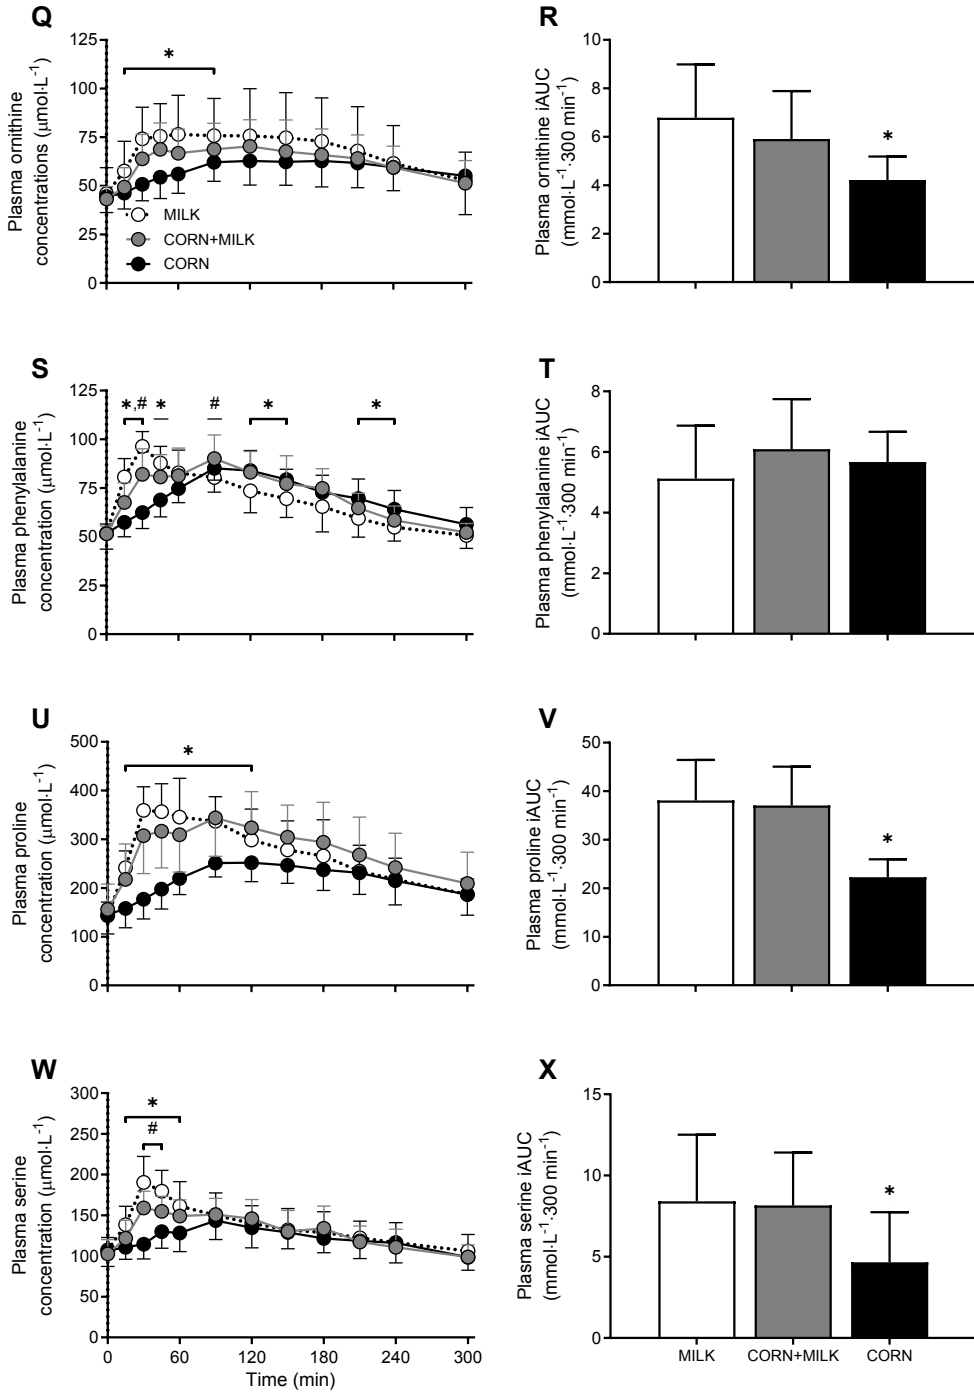 Q
Plasma ornithine
concentrations (μmol·L⁻¹)
125
100
75
50
25
0
*
MILK
CORN+MILK
CORN
R
Plasma ornithine iAUC
(mmol·L⁻¹·300 min⁻¹)
10
8
6
4
2
0
*
S
Plasma phenylalanine
concentration (μmol·L⁻¹)
125
100
75
50
25
0
*,# * # * *
T
Plasma phenylalanine iAUC
(mmol·L⁻¹·300 min⁻¹)
8
6
4
2
0
U
Plasma proline
concentration (μmol·L⁻¹)
500
400
300
200
100
0
*
V
Plasma proline iAUC
(mmol·L⁻¹·300 min⁻¹)
50
40
30
20
10
0
*
W
Plasma serine
concentration (μmol·L⁻¹)
300
250
200
150
100
50
0
*
#
0 60 120 180 240 300
Time (min)
X
Plasma serine iAUC
(mmol·L⁻¹·300 min⁻¹)
15
10
5
0
*
MILK CORN+MILK CORN